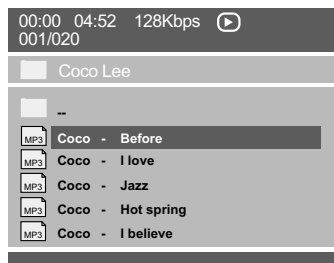 00:00 04:52 128Kbps
001/020
Coco Lee
--
MP3 Coco - Before
MP3 Coco - I love
MP3 Coco - Jazz
MP3 Coco - Hot spring
MP3 Coco - I believe